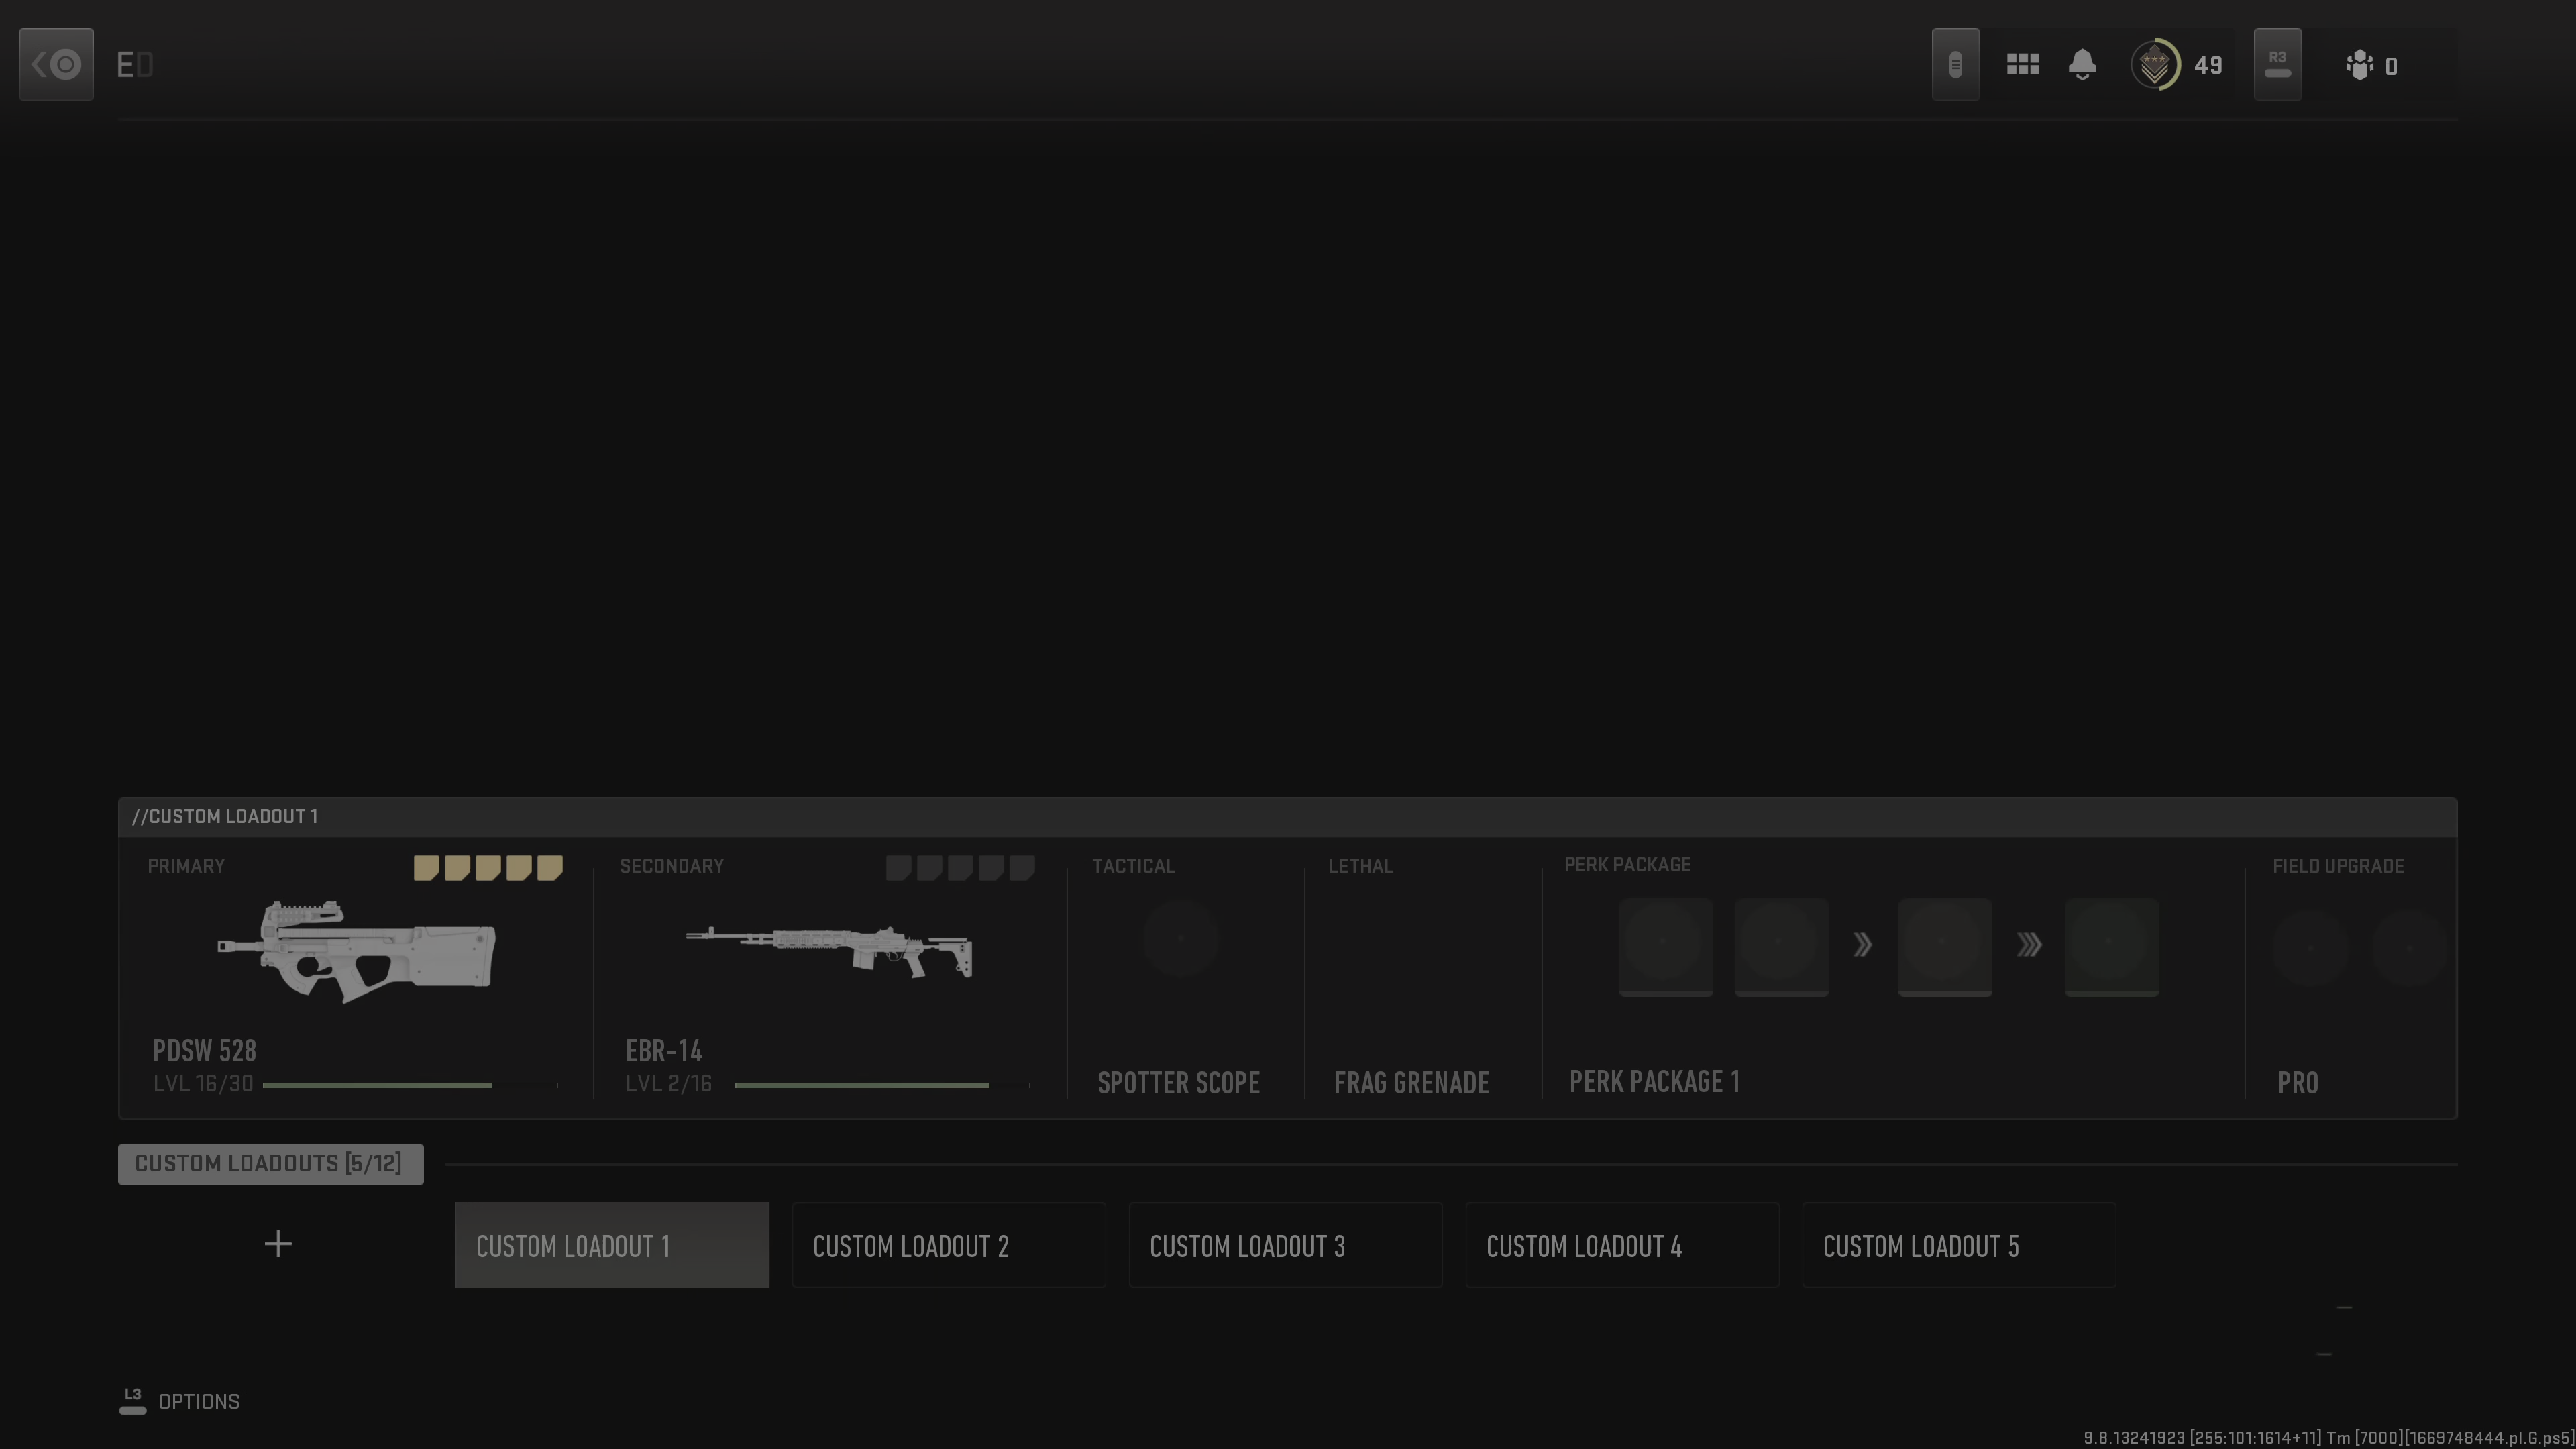 ED
49
R3
0
//CUSTOM LOADOUT 1
PRIMARY
SECONDARY
TACTICAL
LETHAL
PERK PACKAGE
FIELD UPGRADE
PDSW 528
LVL 16/30
EBR-14
LVL 2/16
SPOTTER SCOPE
FRAG GRENADE
PERK PACKAGE 1
PRO
CUSTOM LOADOUTS [5/12]
+
CUSTOM LOADOUT 1
CUSTOM LOADOUT 2
CUSTOM LOADOUT 3
CUSTOM LOADOUT 4
CUSTOM LOADOUT 5
L3
OPTIONS
9.8.13241923 [255:101:1614+11] Tm [7000][1669748444.pl.G.ps5]